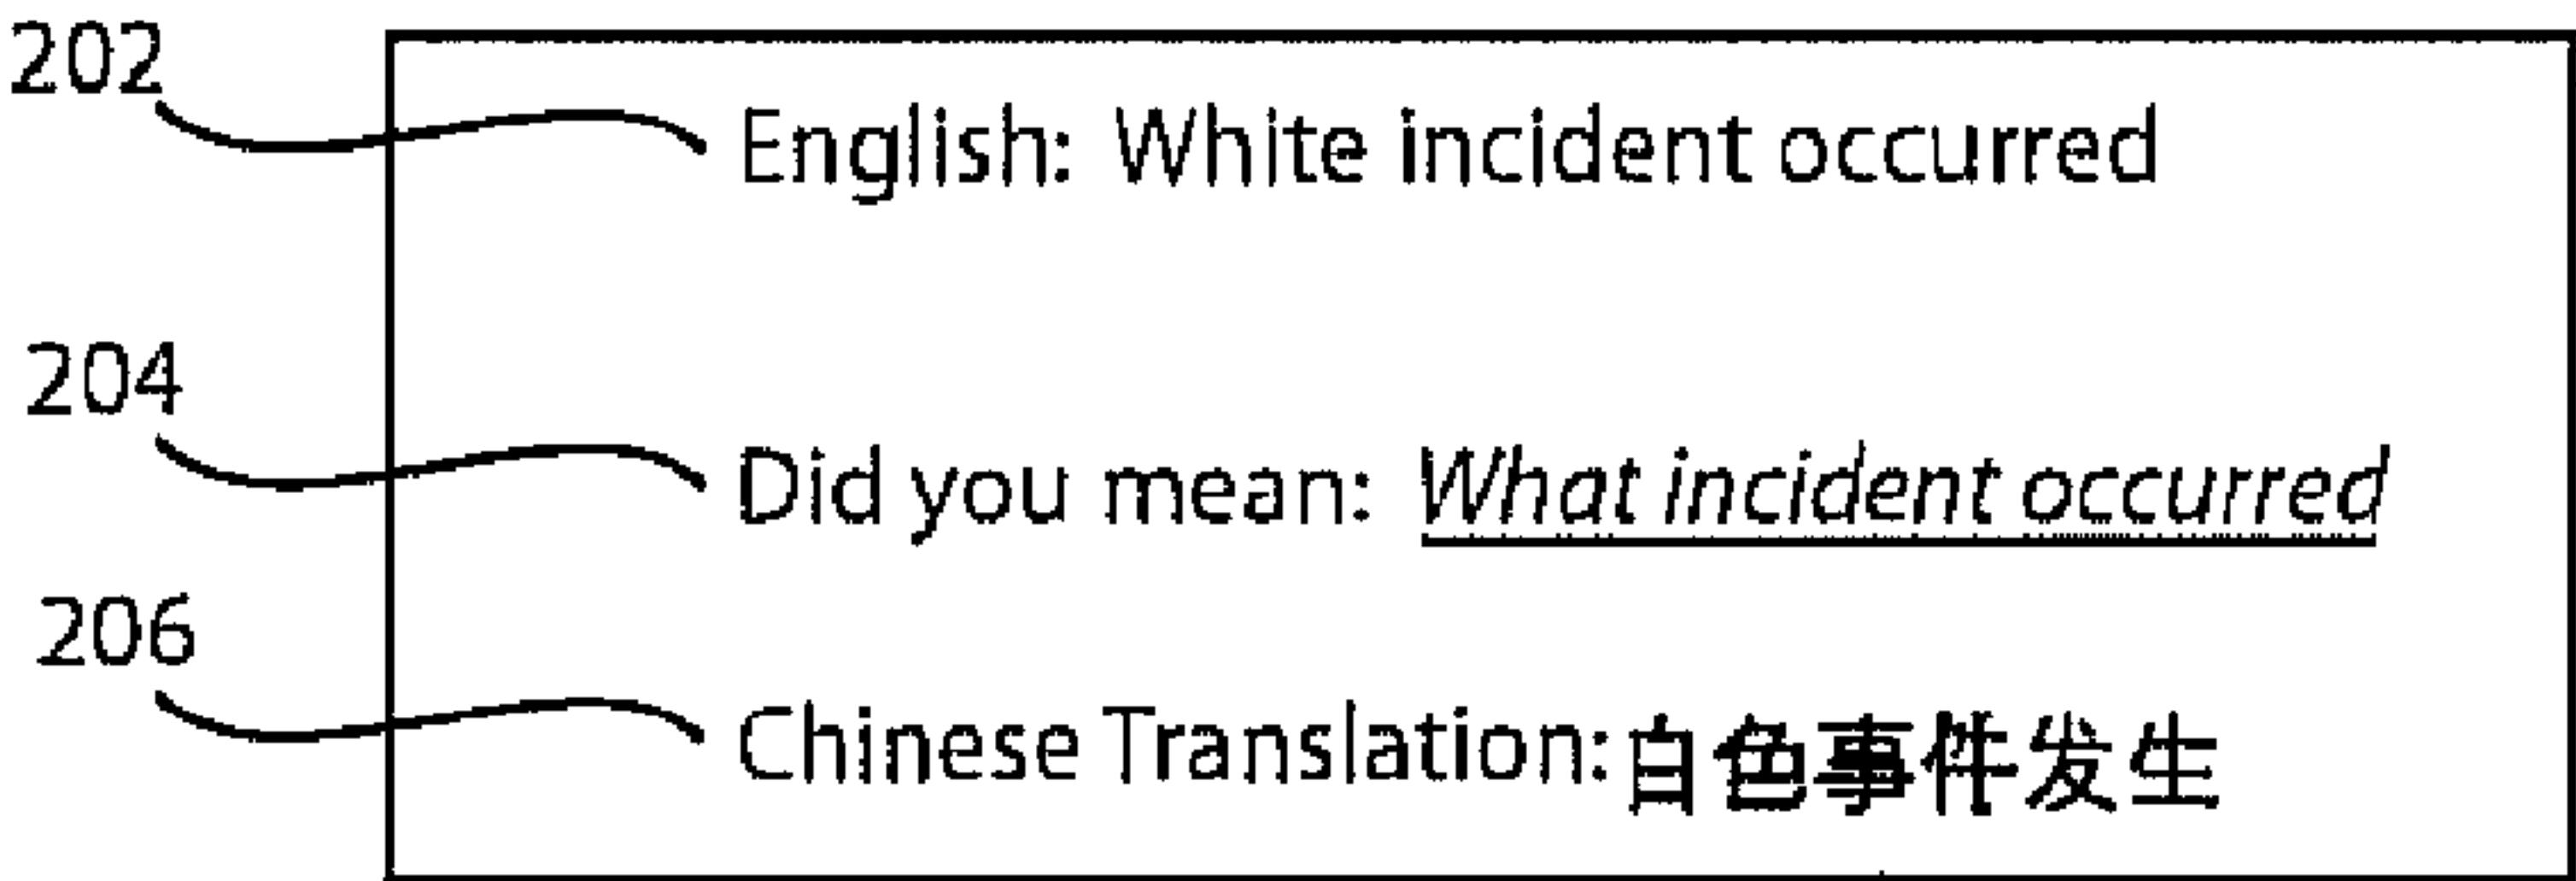 202
English: White incident occurred
204
Did you mean: What incident occurred
206
Chinese Translation:白色事件发生